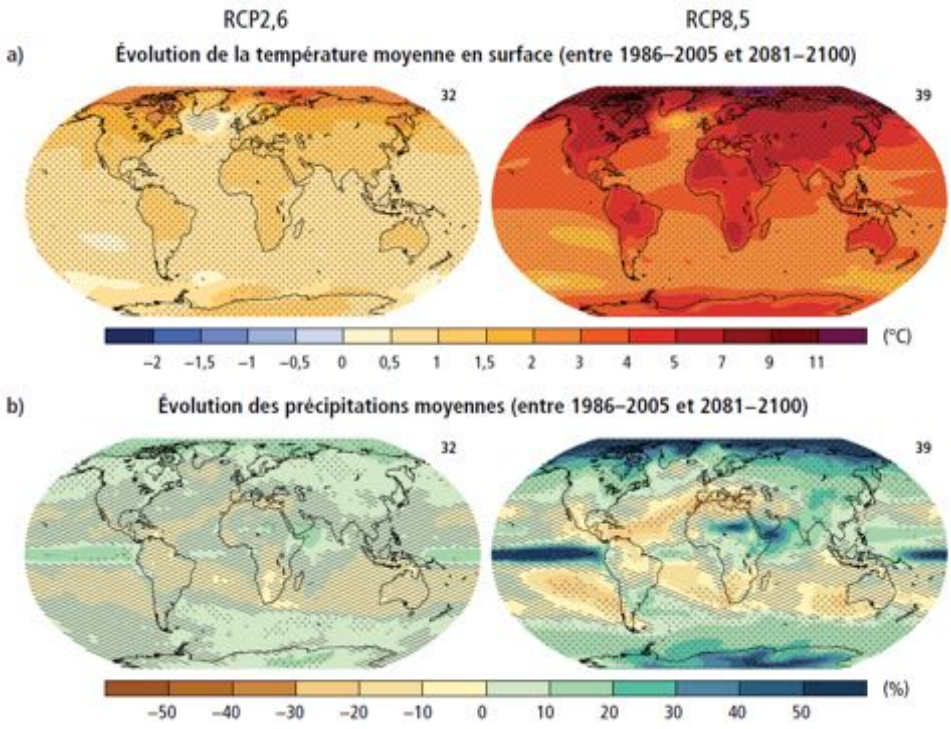 RCP2,6 RCP8,5
a) Évolution de la température moyenne en surface (entre 1986–2005 et 2081–2100)
32 39
−2 −1,5 −1 −0,5 0 0,5 1 1,5 2 3 4 5 7 9 11 (°C)
b) Évolution des précipitations moyennes (entre 1986–2005 et 2081–2100)
32 39
−50 −40 −30 −20 −10 0 10 20 30 40 50 (%)